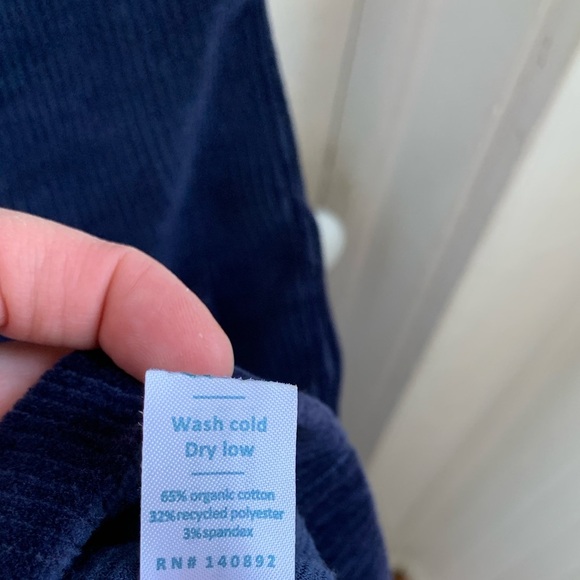 Wash cold
Dry low
65% organic cotton
32% recycled polyester
3% spandex
RN# 140892